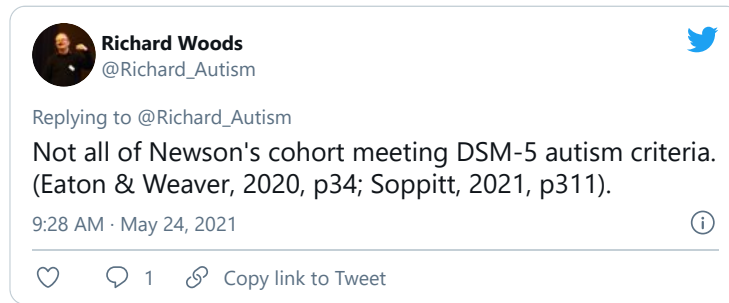 Richard Woods
@Richard_Autism
Replying to @Richard_Autism
Not all of Newson's cohort meeting DSM-5 autism criteria.
(Eaton & Weaver, 2020, p34; Soppitt, 2021, p311).
9:28 AM · May 24, 2021
1 Copy link to Tweet